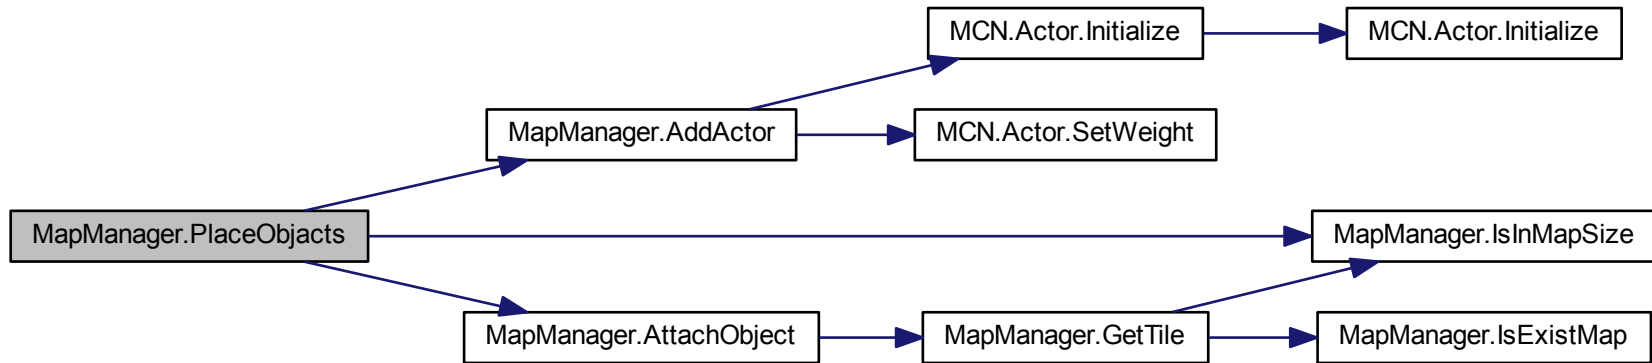 MCN.Actor.Initialize
MCN.Actor.Initialize
MapManager.AddActor
MCN.Actor.SetWeight
MapManager.PlaceObjacts
MapManager.IsInMapSize
MapManager.AttachObject
MapManager.GetTile
MapManager.IsExistMap